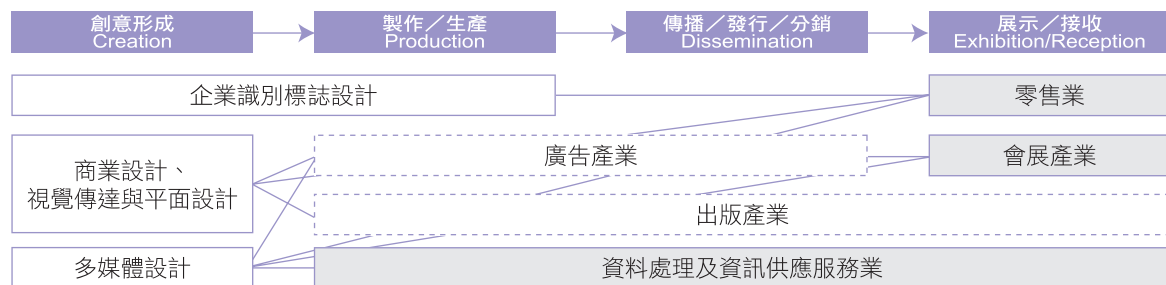 創意形成
Creation
製作／生產
Production
傳播／發行／分銷
Dissemination
展示／接收
Exhibition/Reception
企業識別標誌設計
零售業
商業設計、
視覺傳達與平面設計
廣告產業
會展產業
出版產業
多媒體設計
資料處理及資訊供應服務業